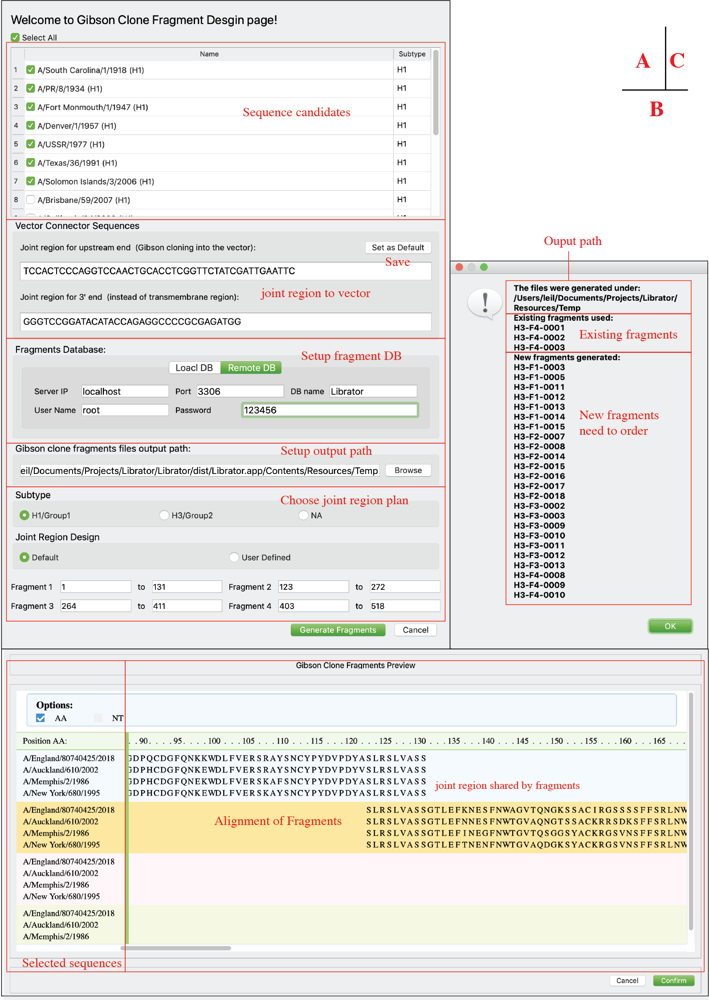 Welcome to Gibson Clone Fragment Desgin page!
Select All
Name Subtype
1 A/South Carolina/1/1918 (H1) H1
2 A/PR/8/1934 (H1) H1
3 A/Fort Monmouth/1/1947 (H1) H1
Sequence candidates
4 A/Denver/1/1957 (H1) H1
5 A/USSR/1977 (H1) H1
6 A/Texas/36/1991 (H1) H1
7 A/Solomon Islands/3/2006 (H1) H1
8 A/Brisbane/59/2007 (H1) H1
Vector Connector Sequences
Joint region for upstream end (Gibson cloning into the vector): Set as Default
Save
TCCACTCCCAGGTCCAACTGCACCTCGGTTCTATCGATTGAATTC
Joint region for 3' end (instead of transmembrane region): joint region to vector
GGGTCCGGATACATACCAGAGGCCCCGCGAGATGG
Fragments Database: Setup fragment DB
Loacl DB Remote DB
Server IP localhost Port 3306 DB name Librator
User Name root Password 123456
Gibson clone fragments files output path: Setup output path
eil/Documents/Projects/Librator/Librator/dist/Librator.app/Contents/Resources/Temp Browse
Subtype
Choose joint region plan
H1/Group1 H3/Group2 NA
Joint Region Design
Default User Defined
Fragment 1 1 to 131 Fragment 2 123 to 272
Fragment 3 264 to 411 Fragment 4 403 to 518
Generate Fragments Cancel
A C
B
Ouput path
The files were generated under:
/Users/leil/Documents/Projects/Librator/
Resources/Temp
Existing fragments used:
H3-F4-0001
H3-F4-0002 Existing fragments
H3-F4-0003
New fragments generated:
H3-F1-0003
H3-F1-0005
H3-F1-0011
H3-F1-0012
H3-F1-0013
H3-F1-0014 New fragments
H3-F1-0015 need to order
H3-F2-0007
H3-F2-0008
H3-F2-0014
H3-F2-0015
H3-F2-0016
H3-F2-0017
H3-F2-0018
H3-F3-0002
H3-F3-0003
H3-F3-0009
H3-F3-0010
H3-F3-0011
H3-F3-0012
H3-F3-0013
H3-F4-0008
H3-F4-0009
H3-F4-0010
OK
Gibson Clone Fragments Preview
Options:
AA NT
Position AA: . . 90 . . . . 95 . . . . 100 . . . 105 . . . 110 . . . 115 . . . 120 . . . 125 . . . 130 . . . 135 . . . 140 . . . 145 . . . 150 . . . 155 . . . 160 . . . 165 . . .
A/England/80740425/2018 GDPQCDGFQNKKWDLFVERSRAYSNCYPYDVPDYASLRSLVASS
A/Auckland/610/2002 GDPHCDGFQNKEWDLFVERSRAYSNCYPYDVPDYVSLRSLVASS
A/Memphis/2/1986 GDPHCDGFQNEKWDLFVERSKAFSNCYPYDVPDYASLRSLVASS
joint region shared by fragments
A/New York/680/1995 GDPHCDGFQNKEWDLFVERSKAYSNCYPYDVPDYASLRSLVASS
A/England/80740425/2018 SLRSLVASSGTLEFKNESFNWAGVTQNGKSSACIRGSSSSFFSRLNW
A/Auckland/610/2002 SLRSLVASSGTLEFNNESFNWTGVAQNGTSSACKRRSDKSFFSRLNW
Alignment of Fragments
A/Memphis/2/1986 SLRSLVASSGTLEFINEGFNWTGVTQSGGSYACKRGSVNSFFSRLNW
A/New York/680/1995 SLRSLVASSGTLEFTNENFNWTGVAQDGKSYACKRGSVNSFFSRLNW
A/England/80740425/2018
A/Auckland/610/2002
A/Memphis/2/1986
A/New York/680/1995
A/England/80740425/2018
A/Auckland/610/2002
A/Memphis/2/1986
Selected sequences
Cancel Confirm